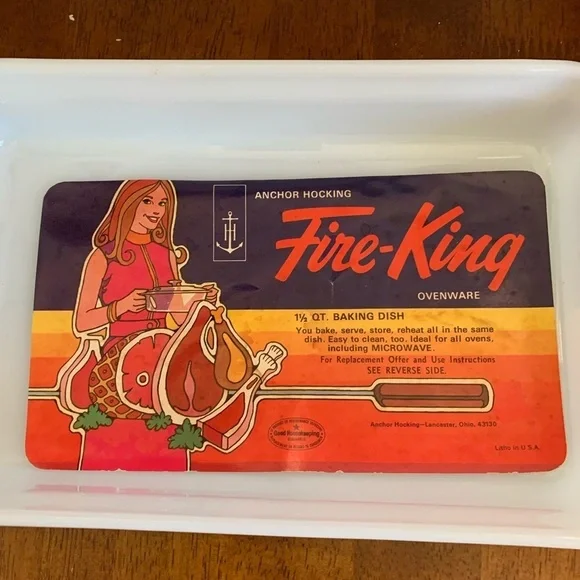 ANCHOR HOCKING
Fire-King
OVENWARE
1½ QT. BAKING DISH
You bake, serve, store, reheat all in the same
dish. Easy to clean, too. Ideal for all ovens,
including MICROWAVE.
For Replacement Offer and Use Instructions
SEE REVERSE SIDE.
Anchor Hocking—Lancaster, Ohio, 43130
Good Housekeeping
Litho in U.S.A.